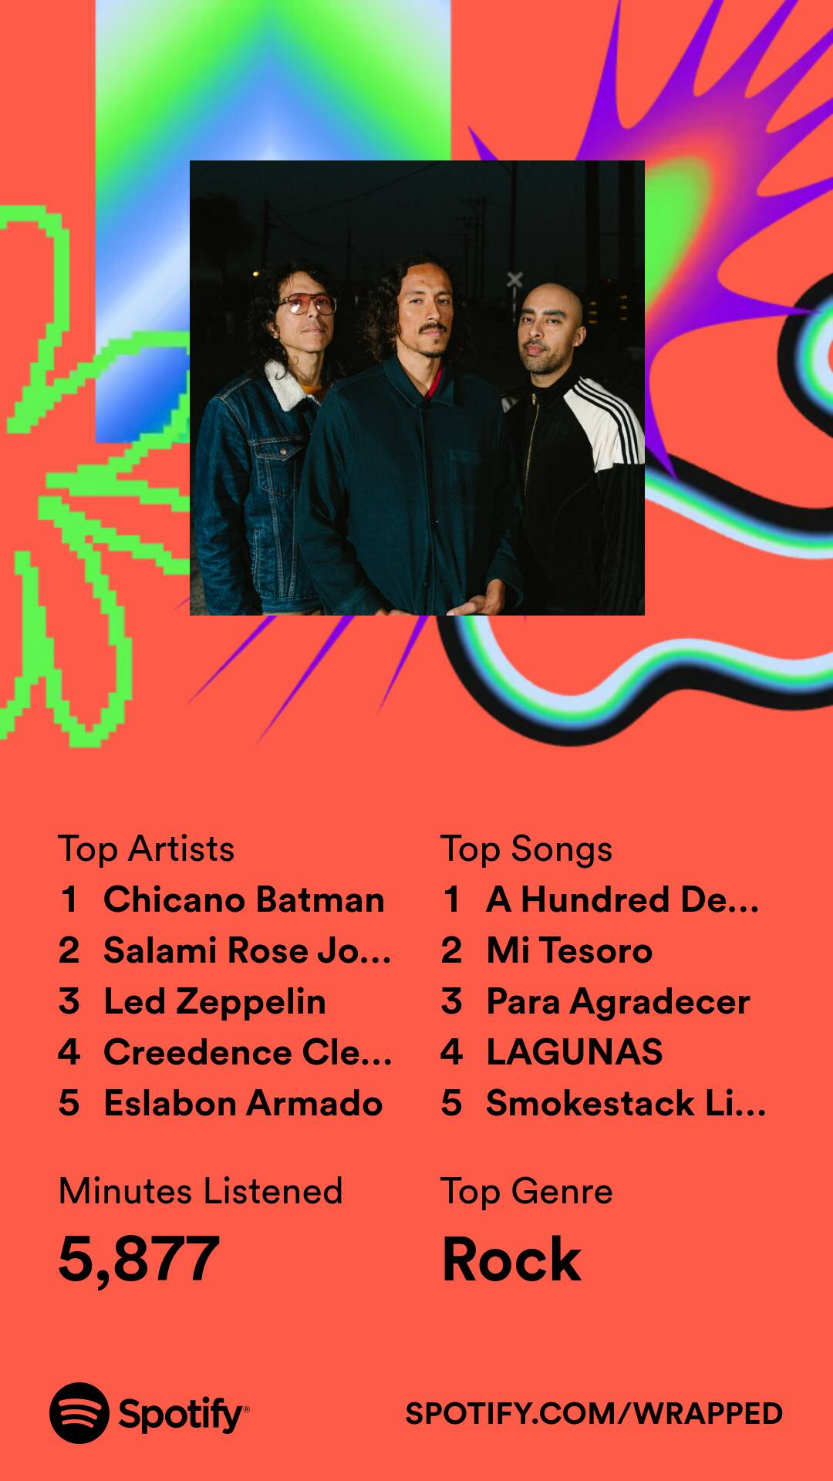 Top Artists
1 Chicano Batman
2 Salami Rose Jo...
3 Led Zeppelin
4 Creedence Cle...
5 Eslabon Armado
Top Songs
1 A Hundred De...
2 Mi Tesoro
3 Para Agradecer
4 LAGUNAS
5 Smokestack Li...
Minutes Listened
5,877
Top Genre
Rock
Spotify®
SPOTIFY.COM/WRAPPED